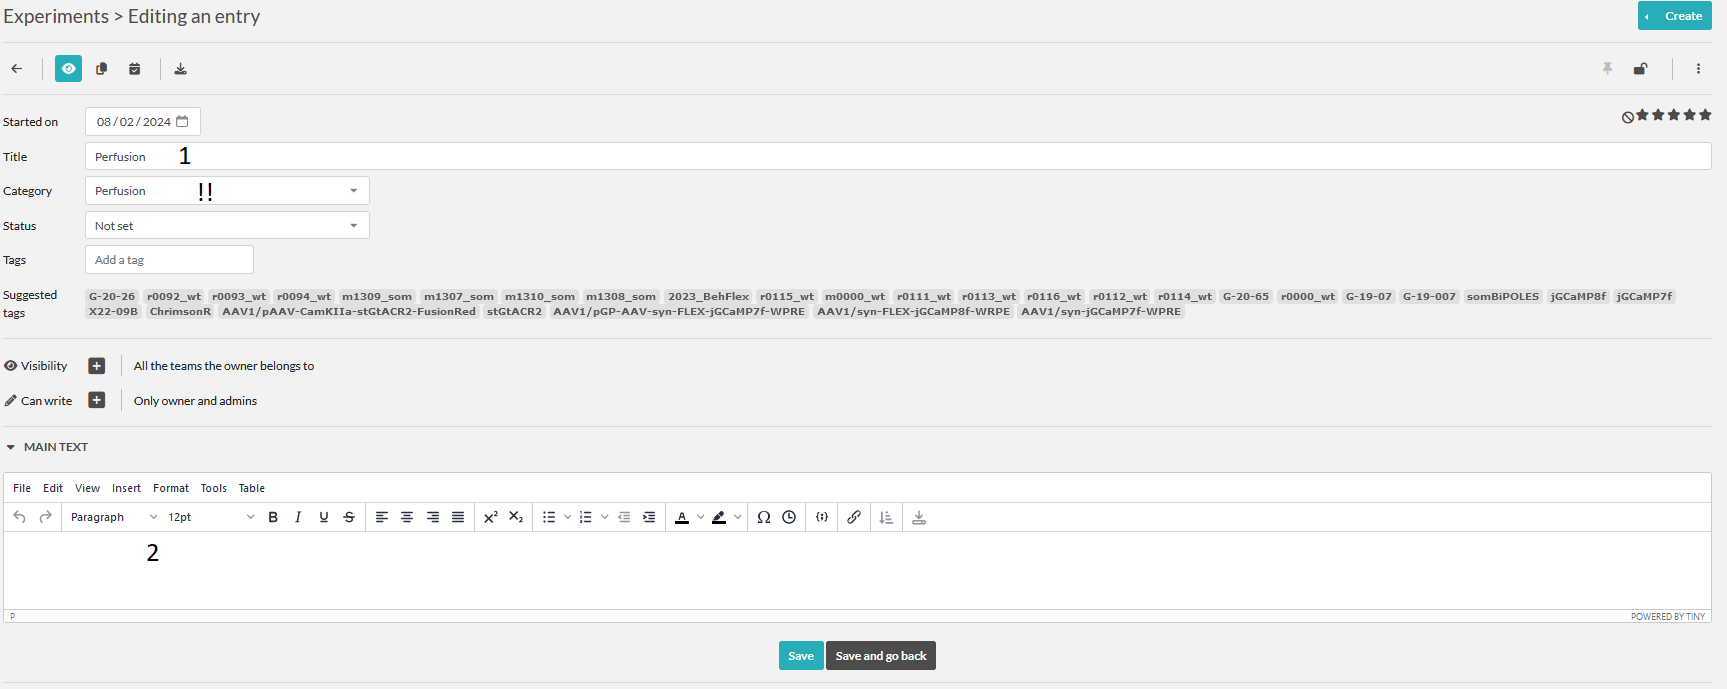 Experiments > Editing an entry
Create
Started on 08/02/2024
Title Perfusion 1
Category Perfusion !!
Status Not set
Tags Add a tag
Suggested tags
G-20-26 r0092_wt r0093_wt r0094_wt m1309_som m1307_som m1310_som m1308_som 2023_BehFlex r0115_wt m0000_wt r0111_wt r0113_wt r0116_wt r0112_wt r0114_wt G-20-65 r0000_wt G-19-07 G-19-007 somBiPOLES jGCaMP8f jGCaMP7f
X22-09B ChrimsonR AAV1/pAAV-CamKIIa-stGtACR2-FusionRed stGtACR2 AAV1/pGP-AAV-syn-FLEX-jGCaMP7f-WPRE AAV1/syn-FLEX-jGCaMP8f-WRPE AAV1/syn-jGCaMP7f-WPRE
Visibility All the teams the owner belongs to
Can write Only owner and admins
MAIN TEXT
File Edit View Insert Format Tools Table
Paragraph 12pt B I U S X² X₂ A Ω
2
P POWERED BY TINY
Save Save and go back